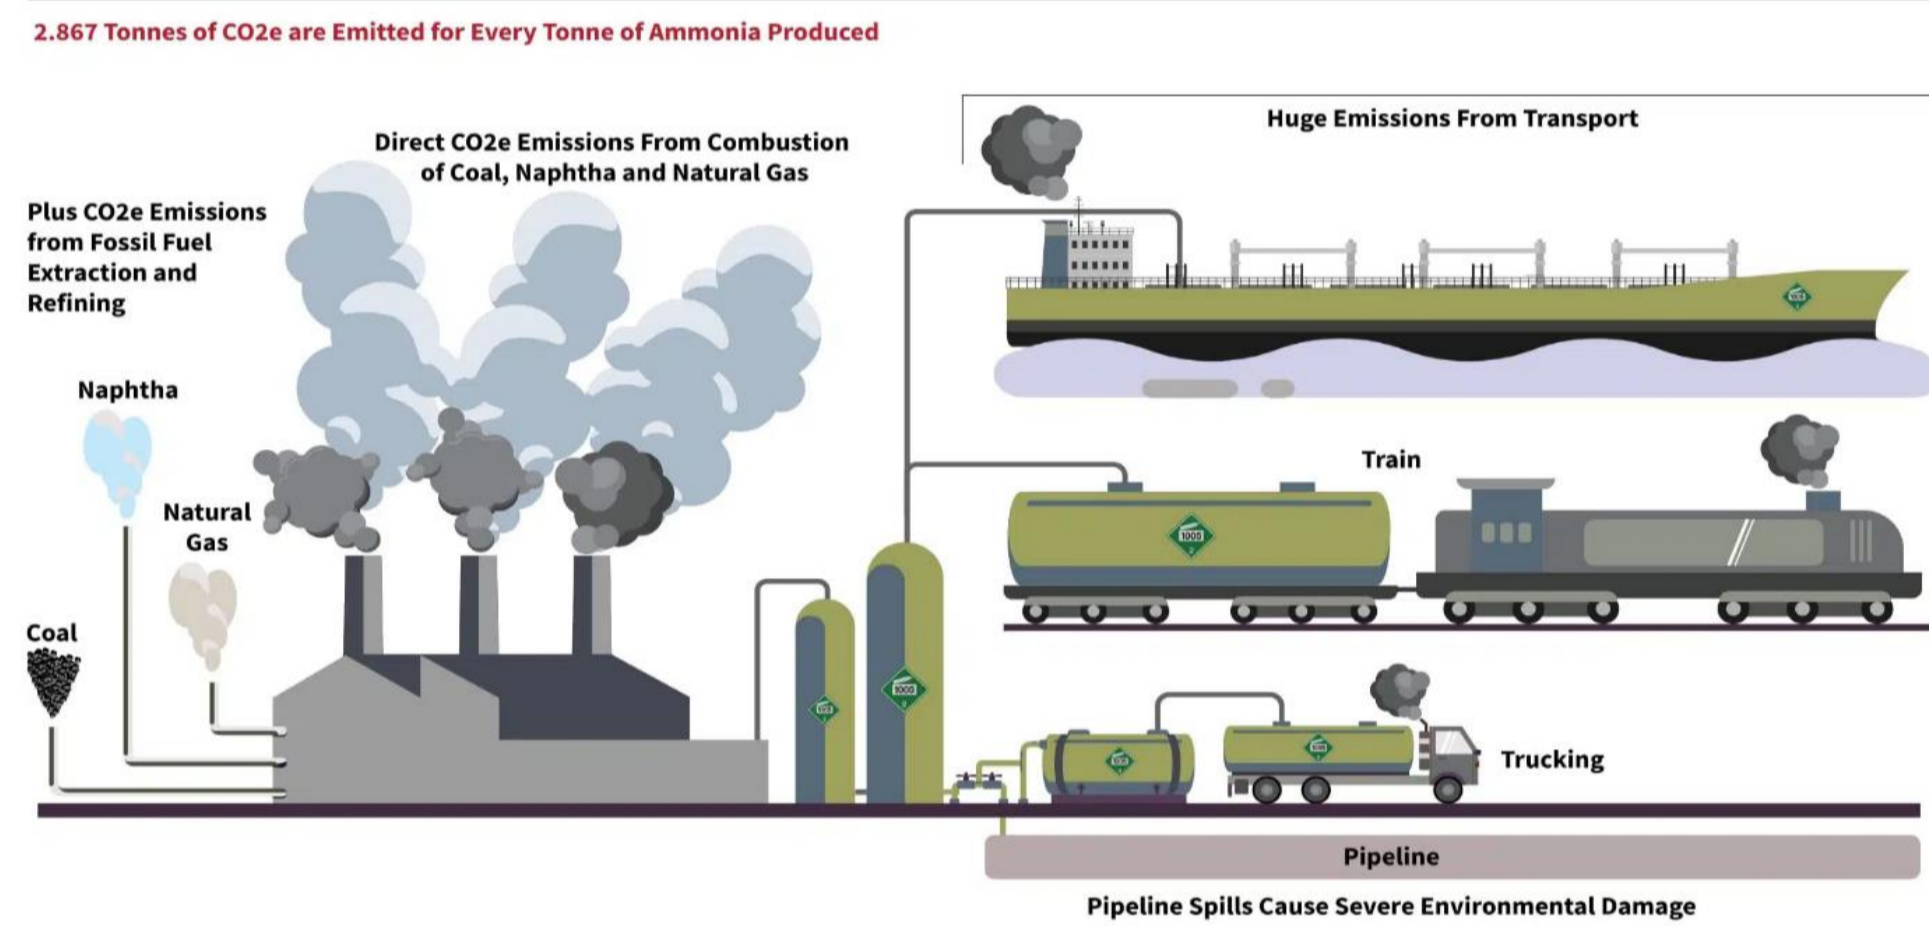 2.867 Tonnes of CO2e are Emitted for Every Tonne of Ammonia Produced
Huge Emissions From Transport
Direct CO2e Emissions From Combustion
of Coal, Naphtha and Natural Gas
Plus CO2e Emissions
from Fossil Fuel
Extraction and
Refining
Naphtha
Natural
Gas
Coal
Train
1000
1000
Trucking
Pipeline
Pipeline Spills Cause Severe Environmental Damage